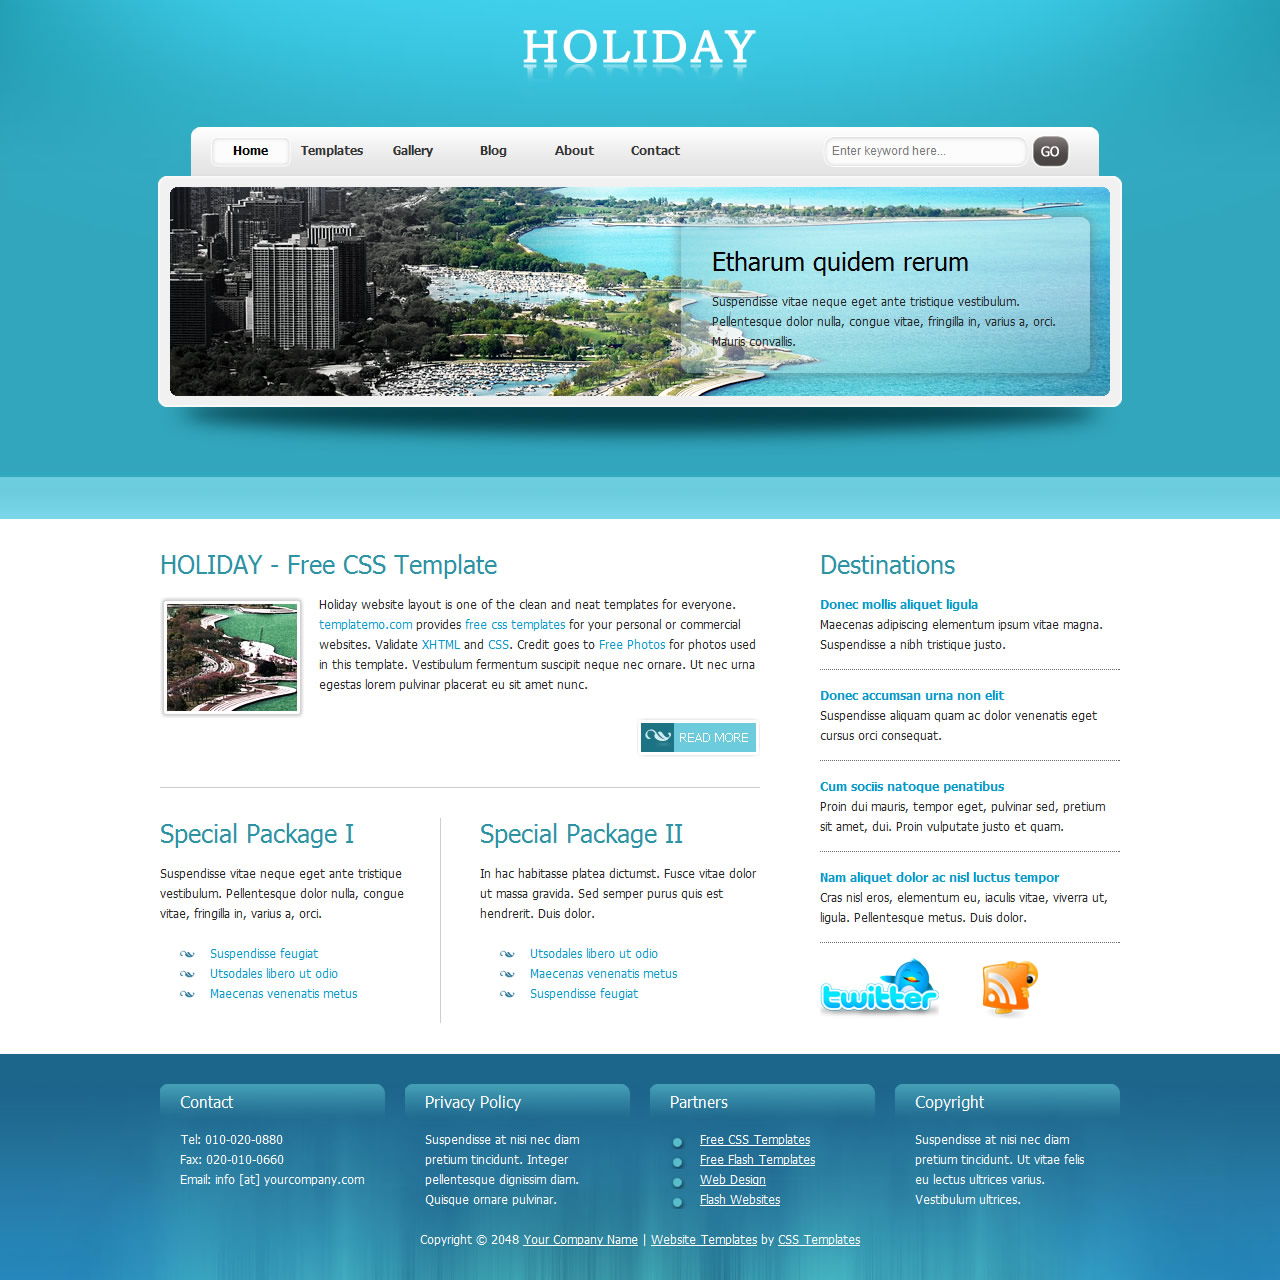 HOLIDAY
Home Templates Gallery Blog About Contact
Enter keyword here... GO
Etharum quidem rerum
Suspendisse vitae neque eget ante tristique vestibulum.
Pellentesque dolor nulla, congue vitae, fringilla in, varius a, orci.
Mauris convallis.
HOLIDAY - Free CSS Template
Holiday website layout is one of the clean and neat templates for everyone.
templatemo.com provides free css templates for your personal or commercial
websites. Validate XHTML and CSS. Credit goes to Free Photos for photos used
in this template. Vestibulum fermentum suscipit neque nec ornare. Ut nec urna
egestas lorem pulvinar placerat eu sit amet nunc.
READ MORE
Special Package I
Suspendisse vitae neque eget ante tristique
vestibulum. Pellentesque dolor nulla, congue
vitae, fringilla in, varius a, orci.
Suspendisse feugiat
Utsodales libero ut odio
Maecenas venenatis metus
Special Package II
In hac habitasse platea dictumst. Fusce vitae dolor
ut massa gravida. Sed semper purus quis est
hendrerit. Duis dolor.
Utsodales libero ut odio
Maecenas venenatis metus
Suspendisse feugiat
Destinations
Donec mollis aliquet ligula
Maecenas adipiscing elementum ipsum vitae magna.
Suspendisse a nibh tristique justo.
Donec accumsan urna non elit
Suspendisse aliquam quam ac dolor venenatis eget
cursus orci consequat.
Cum sociis natoque penatibus
Proin dui mauris, tempor eget, pulvinar sed, pretium
sit amet, dui. Proin vulputate justo et quam.
Nam aliquet dolor ac nisl luctus tempor
Cras nisl eros, elementum eu, iaculis vitae, viverra ut,
ligula. Pellentesque metus. Duis dolor.
twitter
Contact
Tel: 010-020-0880
Fax: 020-010-0660
Email: info [at] yourcompany.com
Privacy Policy
Suspendisse at nisi nec diam
pretium tincidunt. Integer
pellentesque dignissim diam.
Quisque ornare pulvinar.
Partners
Free CSS Templates
Free Flash Templates
Web Design
Flash Websites
Copyright
Suspendisse at nisi nec diam
pretium tincidunt. Ut vitae felis
eu lectus ultrices varius.
Vestibulum ultrices.
Copyright © 2048 Your Company Name | Website Templates by CSS Templates